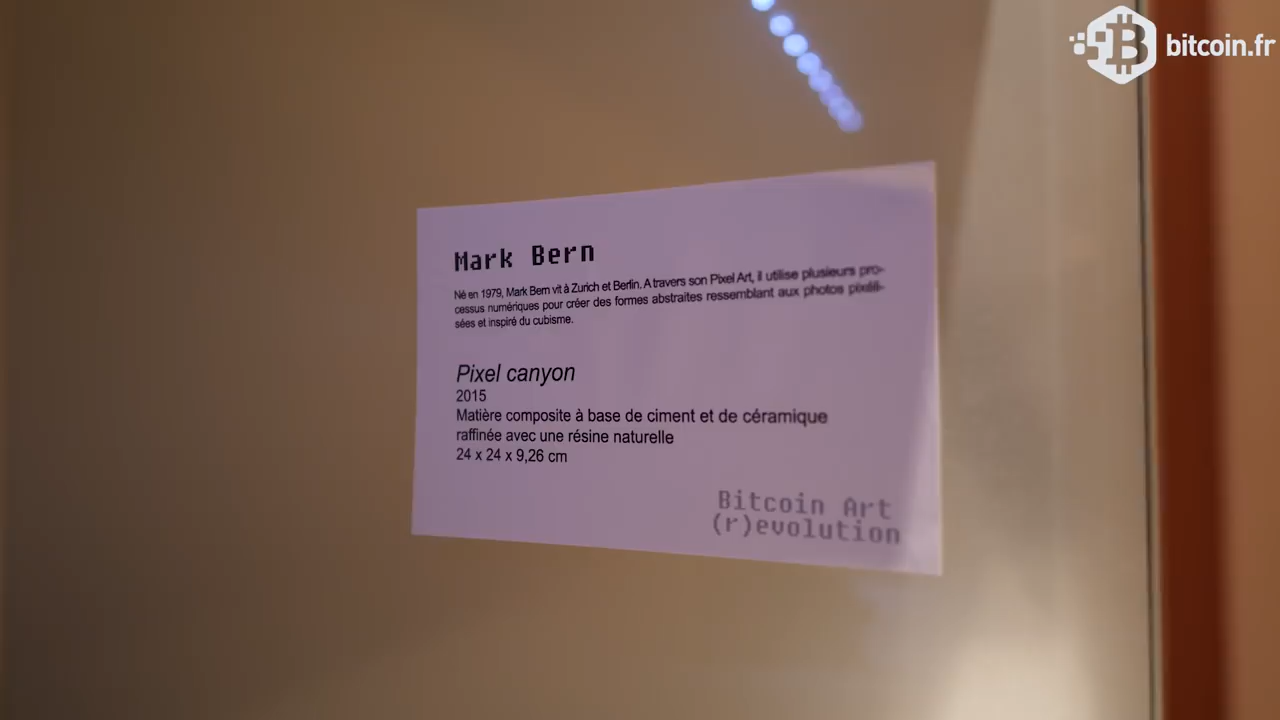 bitcoin.fr
Mark Bern
Né en 1979, Mark Bern vit à Zurich et Berlin. A travers son Pixel Art, il utilise plusieurs pro-
cessus numériques pour créer des formes abstraites ressemblant aux photos pixéli-
sées et inspiré du cubisme.
Pixel canyon
2015
Matière composite à base de ciment et de céramique
raffinée avec une résine naturelle
24 x 24 x 9,26 cm
Bitcoin Art
(r)evolution